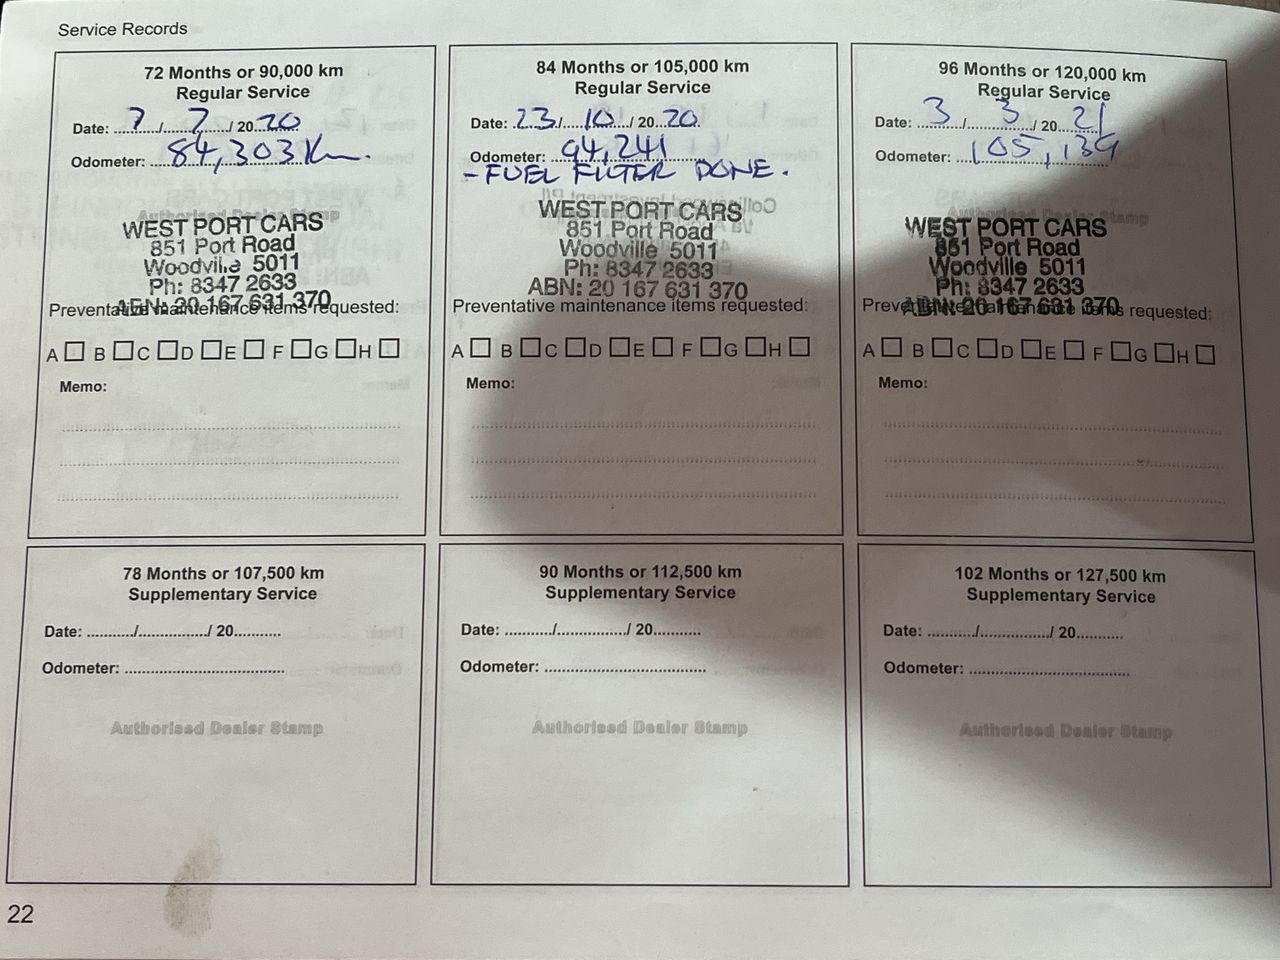 Service Records
72 Months or 90,000 km
Regular Service
Date: 7/7/2020
Odometer: 84,303 Km.
WEST PORT CARS
851 Port Road
Woodville 5011
Ph: 8347 2633
ABN: 20 167 631 370
Preventative maintenance items requested:
A B C D E F G H
Memo:
84 Months or 105,000 km
Regular Service
Date: 23/10/2020
Odometer: 94,241
- FUEL FILTER DONE.
WEST PORT CARS
851 Port Road
Woodville 5011
Ph: 8347 2633
ABN: 20 167 631 370
Preventative maintenance items requested:
A B C D E F G H
Memo:
96 Months or 120,000 km
Regular Service
Date: 3/3/2021
Odometer: 105,139
Authorised Dealer Stamp
WEST PORT CARS
851 Port Road
Woodville 5011
Ph: 8347 2633
ABN: 20 167 631 370
Preventative maintenance items requested:
A B C D E F G H
Memo:
78 Months or 107,500 km
Supplementary Service
Date: ........../................/ 20...........
Odometer: ....................................
Authorised Dealer Stamp
90 Months or 112,500 km
Supplementary Service
Date: ........../................/ 20...........
Odometer: ....................................
Authorised Dealer Stamp
102 Months or 127,500 km
Supplementary Service
Date: ........../................/ 20...........
Odometer: ....................................
Authorised Dealer Stamp
22